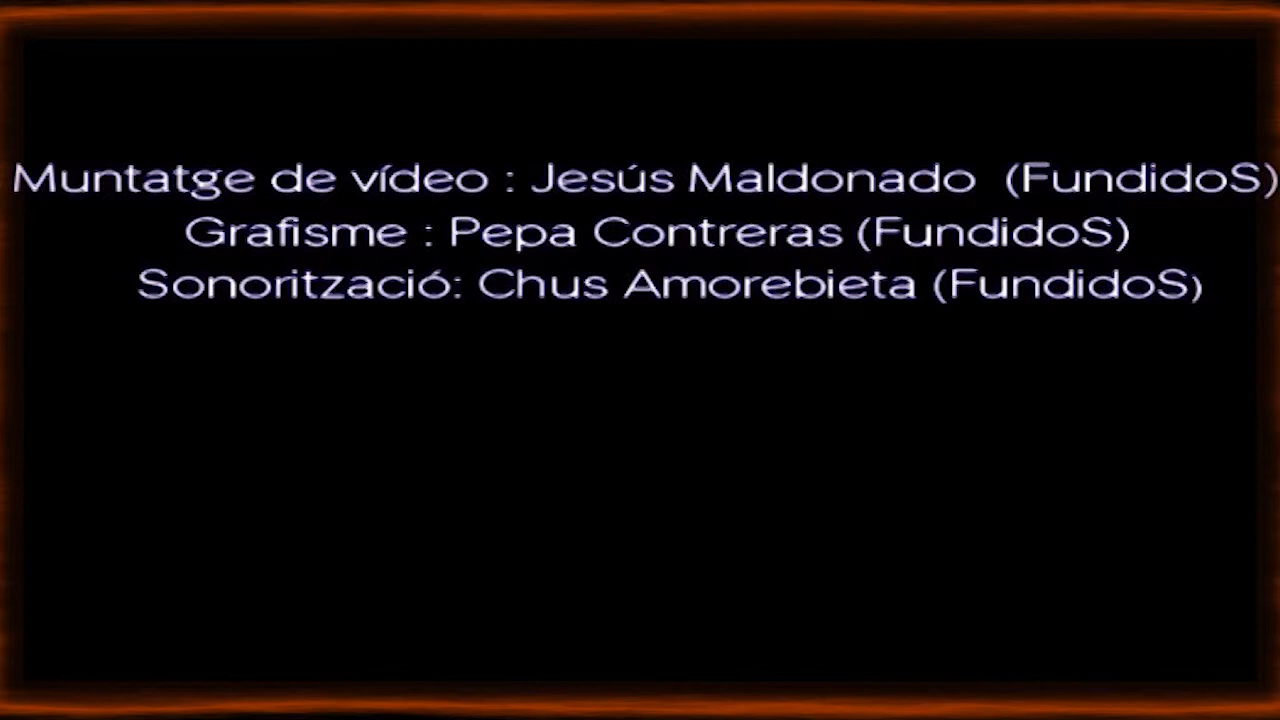 Muntatge de vídeo : Jesús Maldonado (FundidoS)
Grafisme : Pepa Contreras (FundidoS)
Sonorització: Chus Amorebieta (FundidoS)